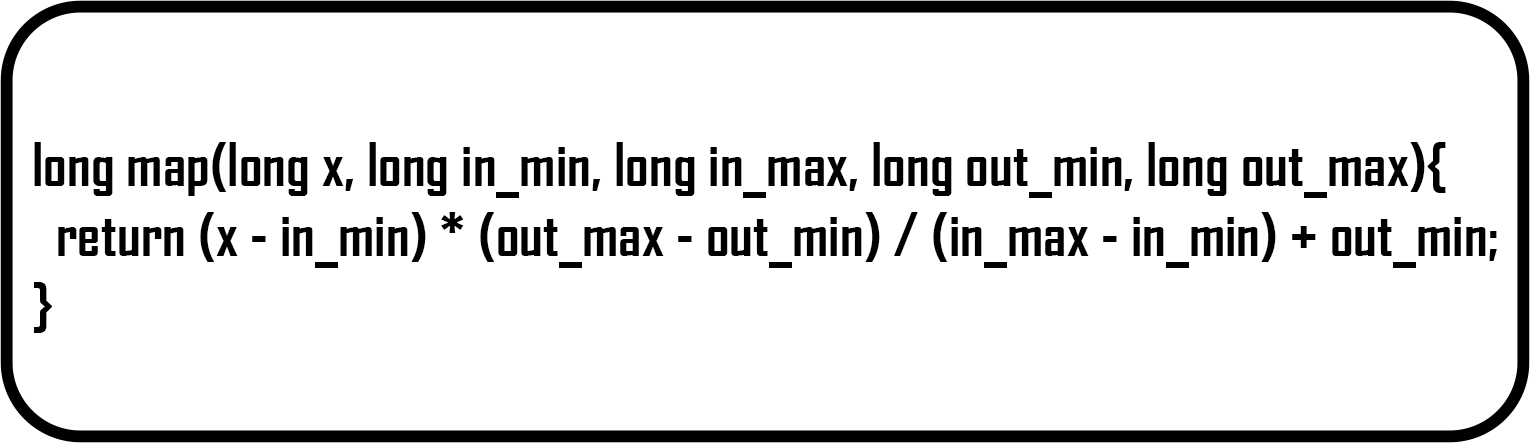 long map(long x, long in_min, long in_max, long out_min, long out_max){
  return (x - in_min) * (out_max - out_min) / (in_max - in_min) + out_min;
}